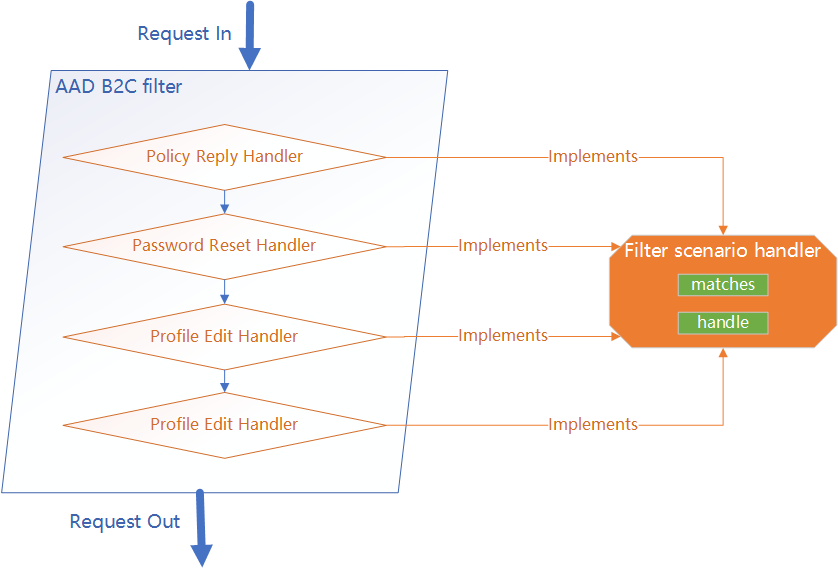 Request In
AAD B2C filter
Policy Reply Handler
Implements
Password Reset Handler
Implements
Filter scenario handler
matches
handle
Profile Edit Handler
Implements
Profile Edit Handler
Implements
Request Out